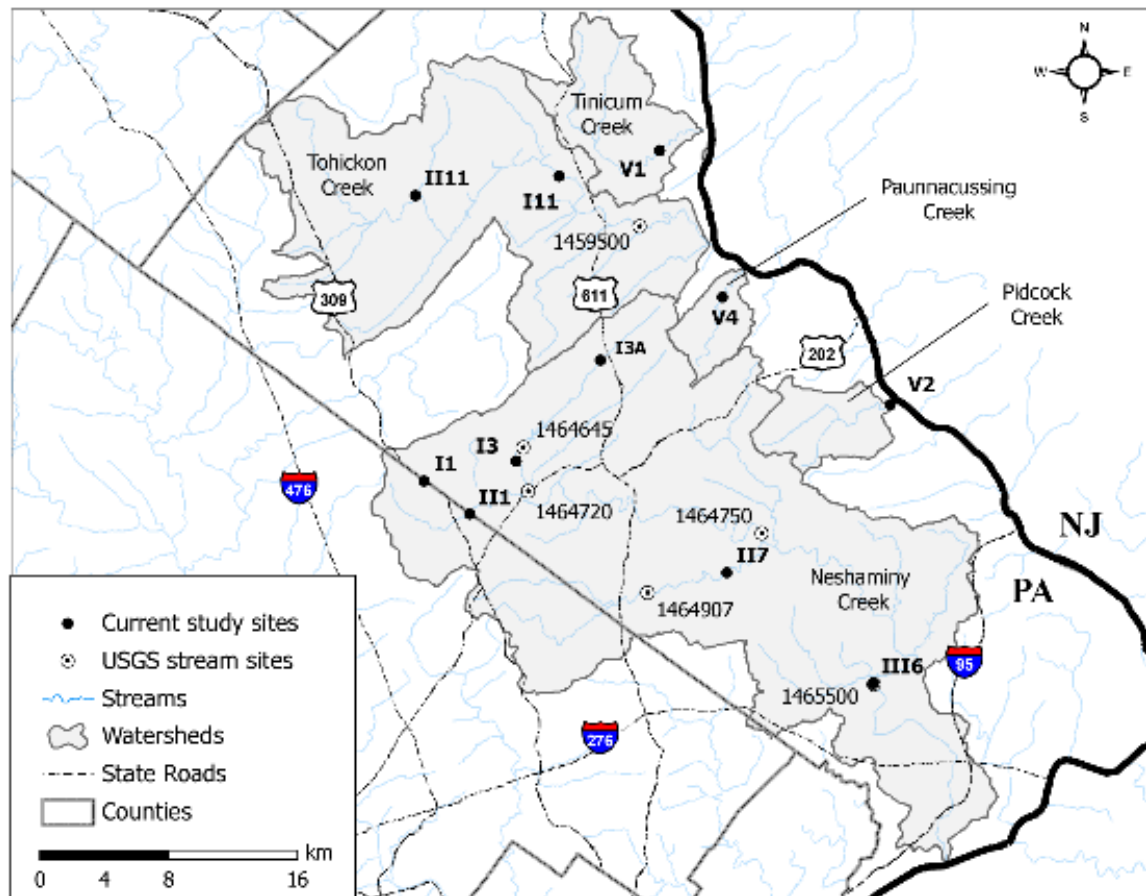 N
W E
S
Tinicum
Creek
Tohickon
Creek
V1
II11
I11
Paunnacussing
Creek
1459500
309
611
V4
Pidcock
Creek
I3A
202
V2
1464645
I3
I1
476
II1
1464720
1464750
NJ
II7
Neshaminy
Creek
PA
1464907
III6
95
1465500
276
Current study sites
USGS stream sites
Streams
Watersheds
State Roads
Counties
km
0 4 8 16